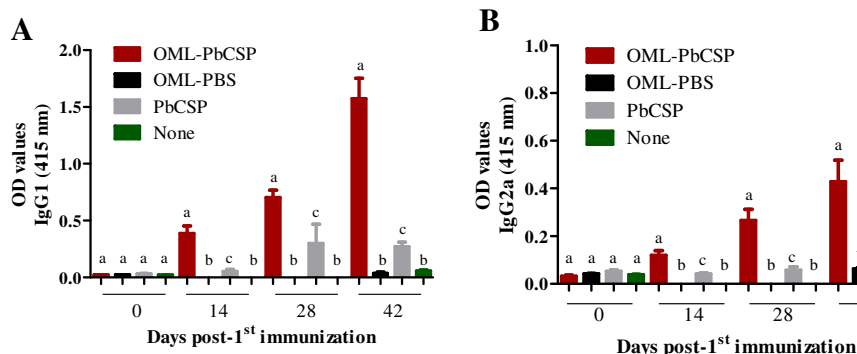 A
OD values
IgG1 (415 nm)
2.0
1.5
1.0
0.5
0.0
OML-PbCSP
OML-PBS
PbCSP
None
a a a a a b c b a b c b a b c b
0 14 28 42
Days post-1st immunization
B
OD values
IgG2a (415 nm)
1.0
0.8
0.6
0.4
0.2
0.0
OML-PbCSP
OML-PBS
PbCSP
None
a a a a a b c b a b c b a b
0 14 28
Days post-1st immunization